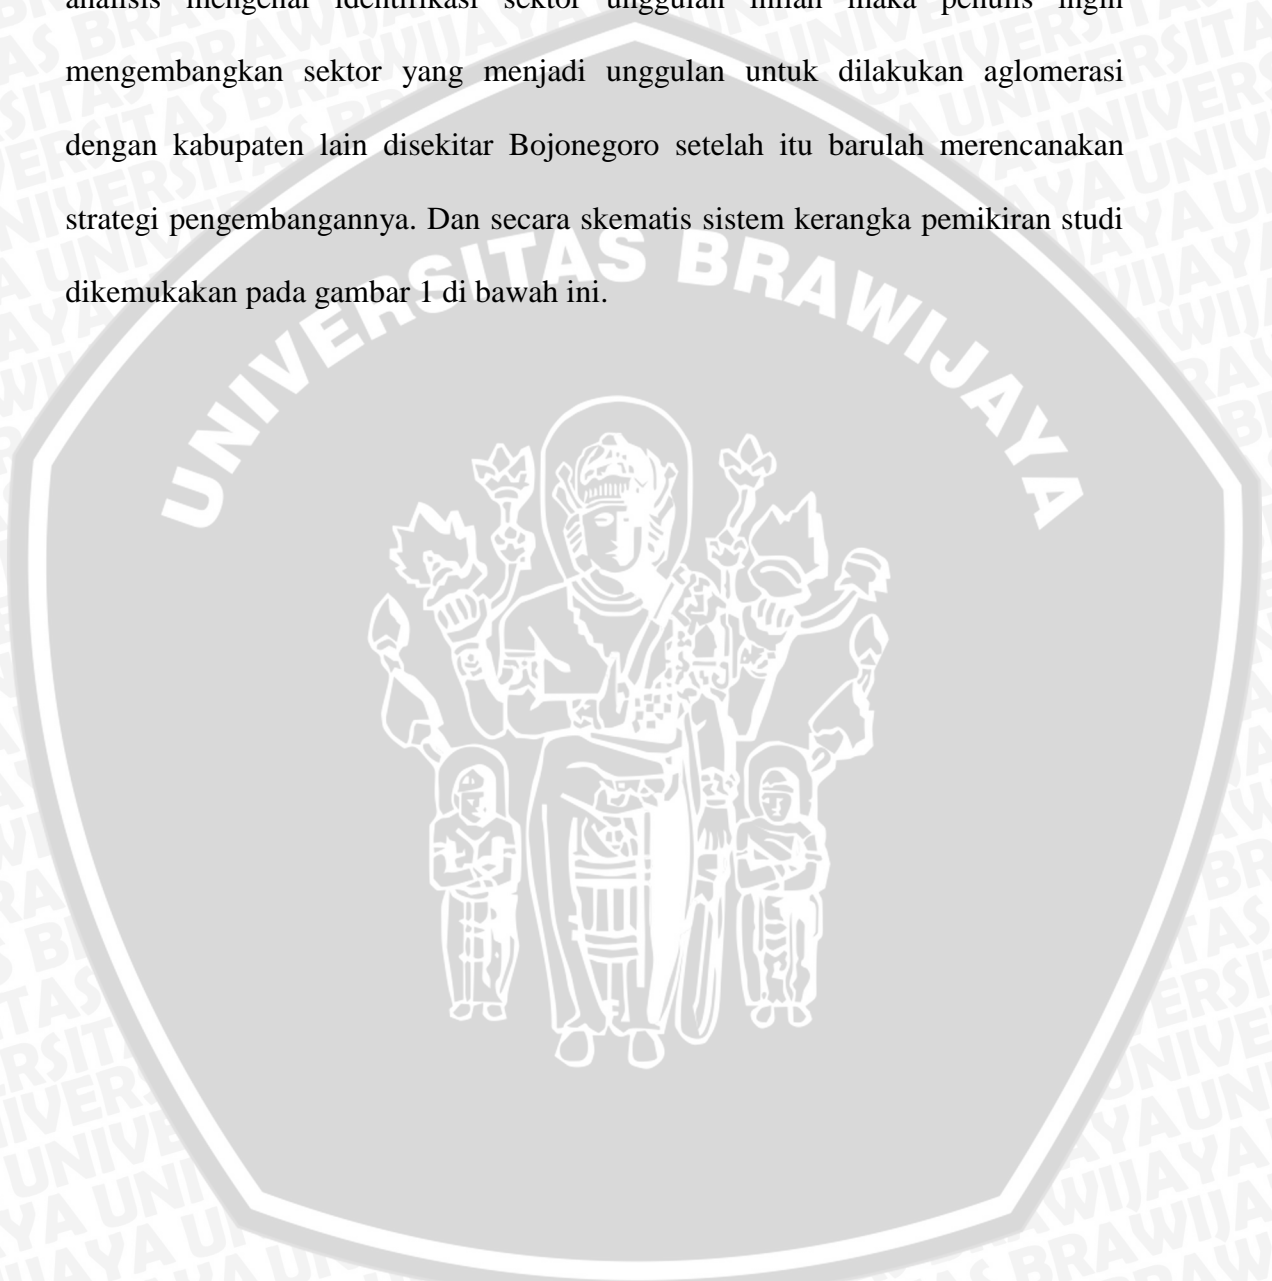 analisis mengenai identifikasi sektor unggulan inilah maka penulis ingin
mengembangkan sektor yang menjadi unggulan untuk dilakukan aglomerasi
dengan kabupaten lain disekitar Bojonegoro setelah itu barulah merencanakan
strategi pengembangannya. Dan secara skematis sistem kerangka pemikiran studi
dikemukakan pada gambar 1 di bawah ini.
UNIVERSITAS BRAWIJAYA